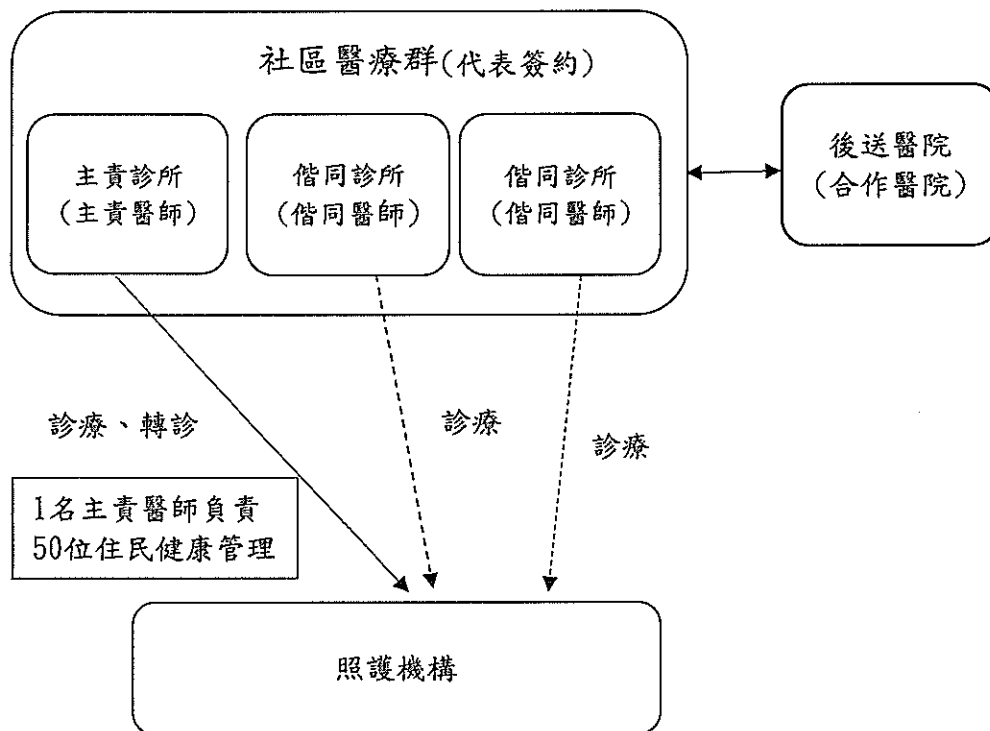 社區醫療群(代表簽約)
主責診所
(主責醫師)
偕同診所
(偕同醫師)
偕同診所
(偕同醫師)
後送醫院
(合作醫院)
診療、轉診
診療
診療
1名主責醫師負責
50位住民健康管理
照護機構